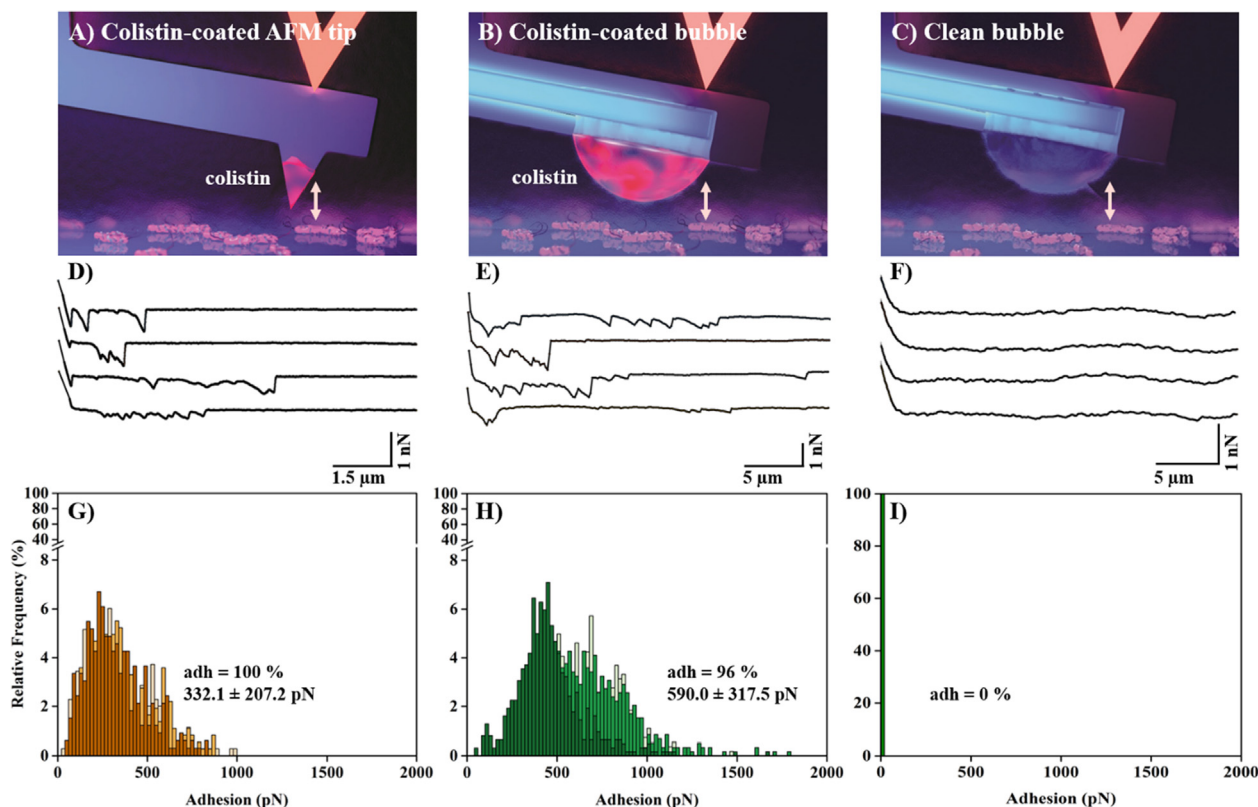 A) Colistin-coated AFM tip
B) Colistin-coated bubble
C) Clean bubble
colistin
colistin
D)
E)
F)
1.5 µm
1 nN
5 µm
1 nN
5 µm
1 nN
Relative Frequency (%)
100
80
60
40
8
6
4
2
0
G)
adh = 100 %
332.1 ± 207.2 pN
0
500
1000
1500
2000
Adhesion (pN)
100
80
60
40
8
6
4
2
0
H)
adh = 96 %
590.0 ± 317.5 pN
0
500
1000
1500
2000
Adhesion (pN)
100
80
60
40
20
0
I)
adh = 0 %
0
500
1000
1500
2000
Adhesion (pN)